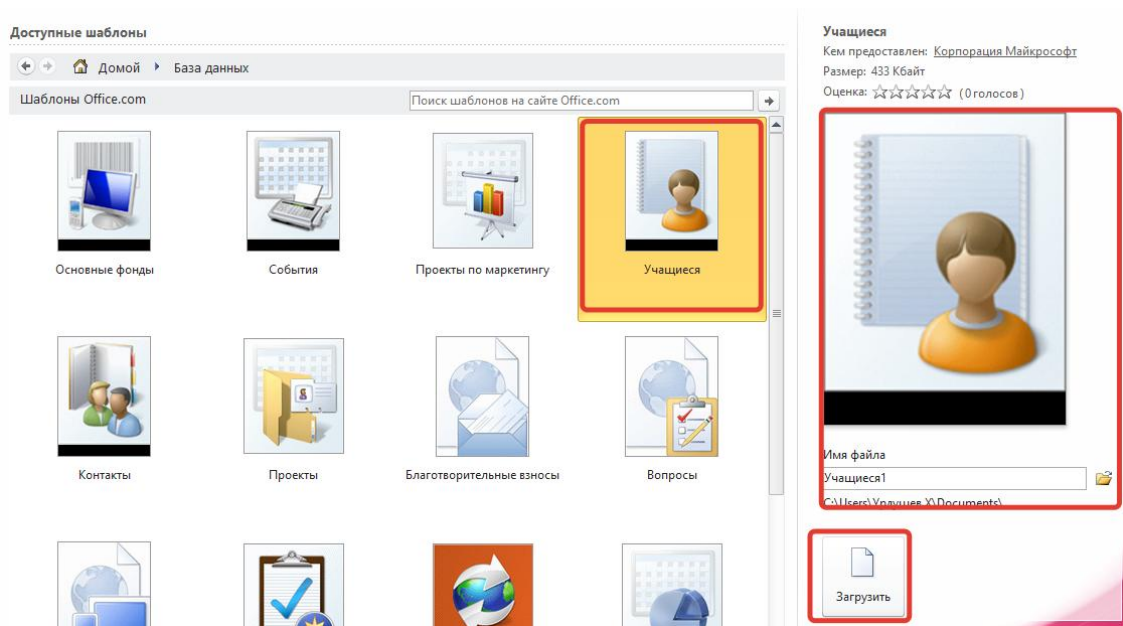 Доступные шаблоны
Домой
База данных
Шаблоны Office.com
Поиск шаблонов на сайте Office.com
Основные фонды
События
Проекты по маркетингу
Учащиеся
Контакты
Проекты
Благотворительные взносы
Вопросы
Учащиеся
Кем предоставлен: Корпорация Майкрософт
Размер: 433 Кбайт
Оценка: (0 голосов)
Имя файла
Учащиеся1
C:\Users\ X\Documents\
Загрузить